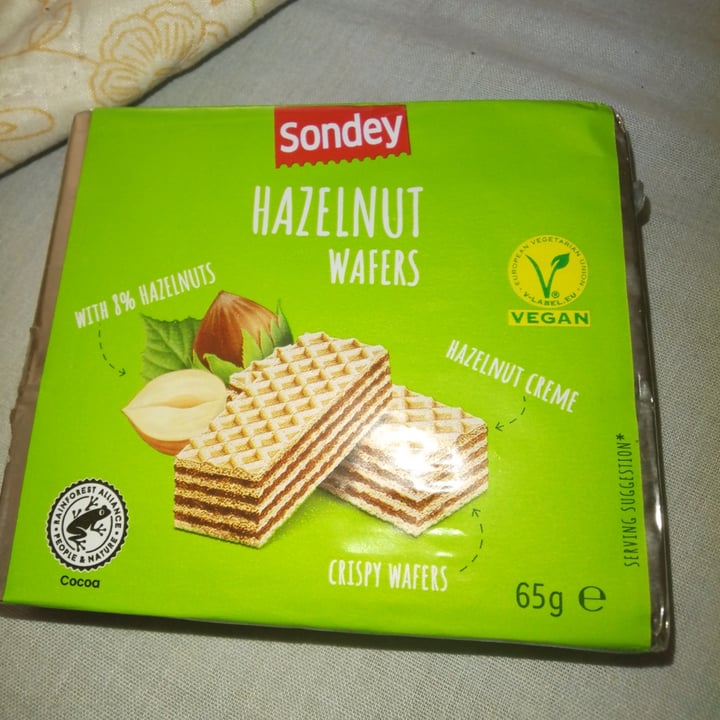 Sondey
HAZELNUT
WAFERS
WITH 8% HAZELNUTS
EUROPEAN VEGETARIAN UNION
V-LABEL.EU
VEGAN
HAZELNUT CREME
RAINFOREST ALLIANCE
PEOPLE & NATURE
Cocoa
CRISPY WAFERS
SERVING SUGGESTION*
65g ℮